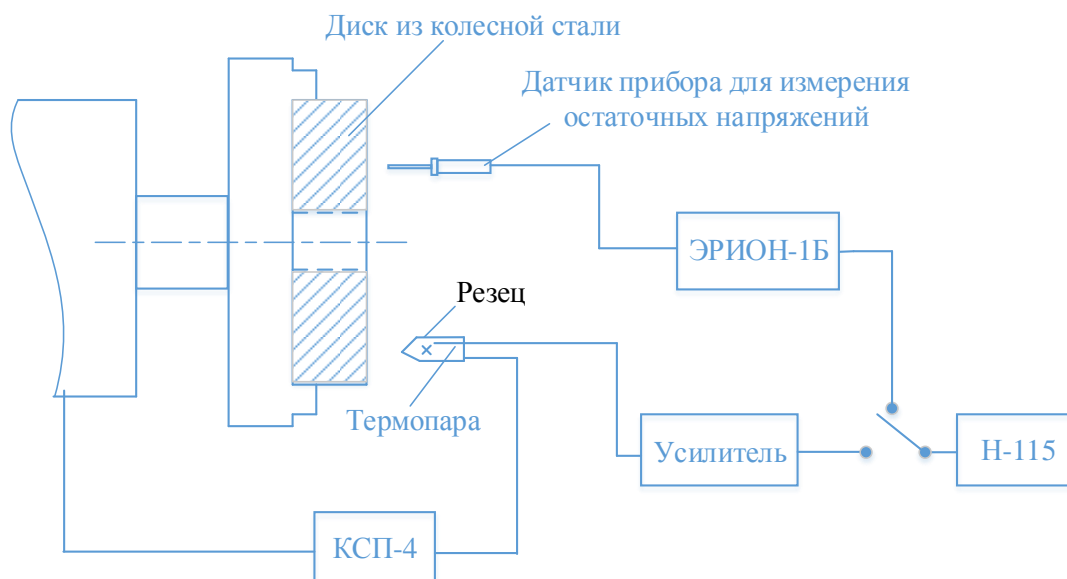 Диск из колесной стали
Датчик прибора для измерения
остаточных напряжений
ЭРИОН-1Б
Резец
Термопара
Усилитель
Н-115
КСП-4